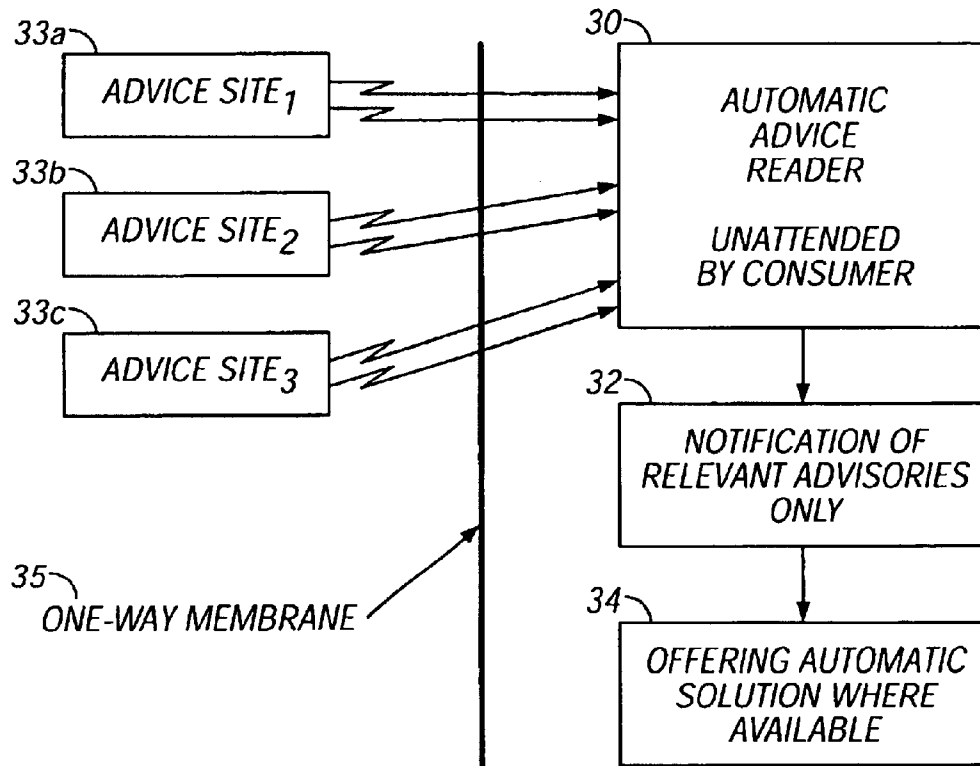 33a
ADVICE SITE1
33b
ADVICE SITE2
33c
ADVICE SITE3
35
ONE-WAY MEMBRANE
30
AUTOMATIC
ADVICE
READER
UNATTENDED
BY CONSUMER
32
NOTIFICATION OF
RELEVANT ADVISORIES
ONLY
34
OFFERING AUTOMATIC
SOLUTION WHERE
AVAILABLE